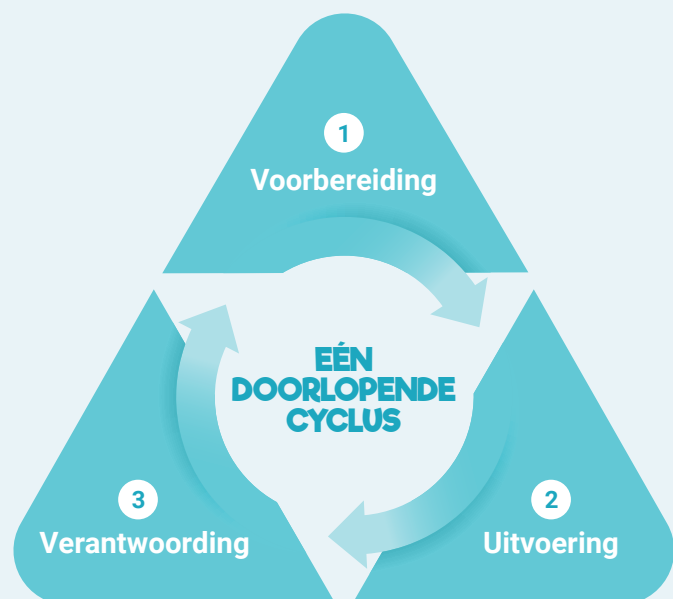 1
Voorbereiding
EÉN
DOORLOPENDE
CYCLUS
3
Verantwoording
2
Uitvoering